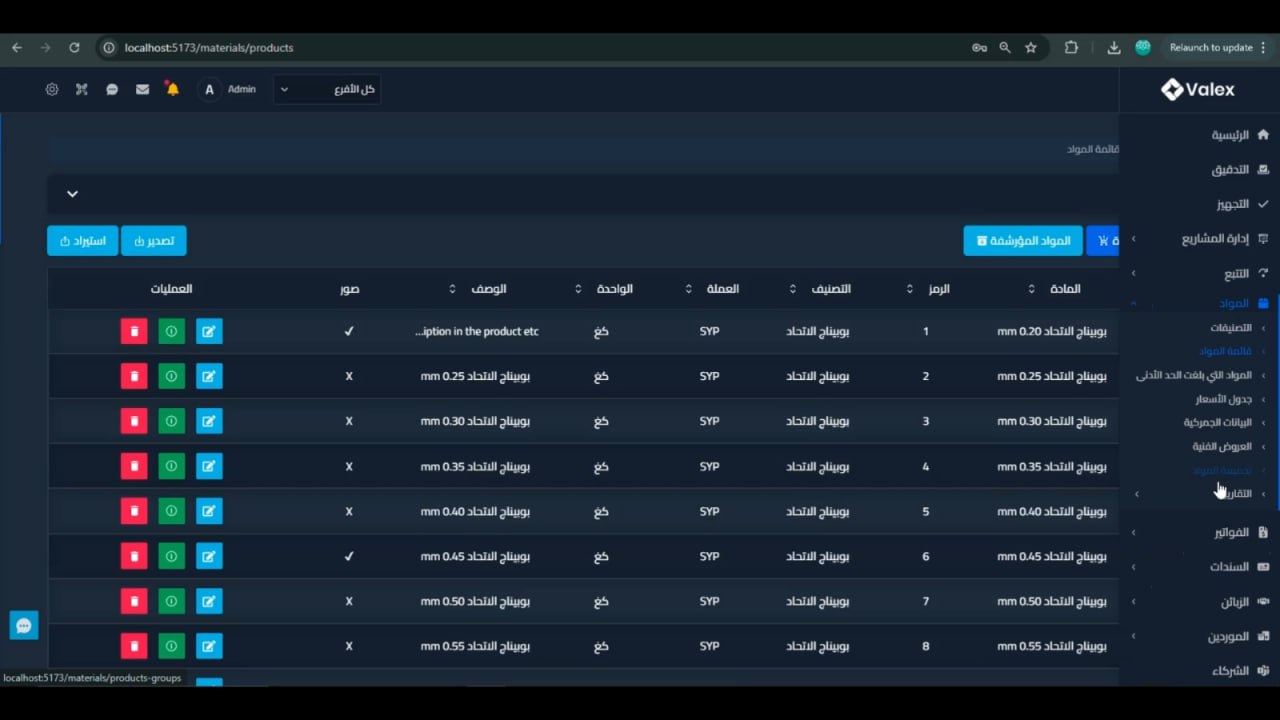 localhost:5173/materials/products
Relaunch to update
Valex
كل الأفرع
Admin
A
الرئيسية
التدقيق
التجهيز
إدارة المشاريع
التتبع
المواد
التصنيفات
قائمة المواد
المواد التي بلغت الحد الأدنى
جدول الأسعار
البيانات الجمركية
العروض الفنية
الفواتير
السندات
الزبائن
الموردين
الشركاء
قائمة المواد
المواد المؤرشفة
تصدير
استيراد
المادة الرمز التصنيف العملة الواحدة الوصف صور العمليات
بوبيناج الاتحاد 0.20 mm 1 بوبيناج الاتحاد SYP كغ ...iption in the product etc ✓
بوبيناج الاتحاد 0.25 mm 2 بوبيناج الاتحاد SYP كغ بوبيناج الاتحاد 0.25 mm X
بوبيناج الاتحاد 0.30 mm 3 بوبيناج الاتحاد SYP كغ بوبيناج الاتحاد 0.30 mm X
بوبيناج الاتحاد 0.35 mm 4 بوبيناج الاتحاد SYP كغ بوبيناج الاتحاد 0.35 mm X
بوبيناج الاتحاد 0.40 mm 5 بوبيناج الاتحاد SYP كغ بوبيناج الاتحاد 0.40 mm X
بوبيناج الاتحاد 0.45 mm 6 بوبيناج الاتحاد SYP كغ بوبيناج الاتحاد 0.45 mm ✓
بوبيناج الاتحاد 0.50 mm 7 بوبيناج الاتحاد SYP كغ بوبيناج الاتحاد 0.50 mm X
بوبيناج الاتحاد 0.55 mm 8 بوبيناج الاتحاد SYP كغ بوبيناج الاتحاد 0.55 mm X
localhost:5173/materials/products-groups